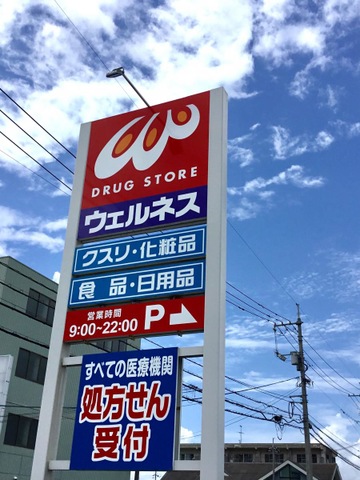 DRUG STORE
ウェルネス
クスリ・化粧品
食品・日用品
営業時間
9:00~22:00 P
すべての医療機関
処方せん
受付